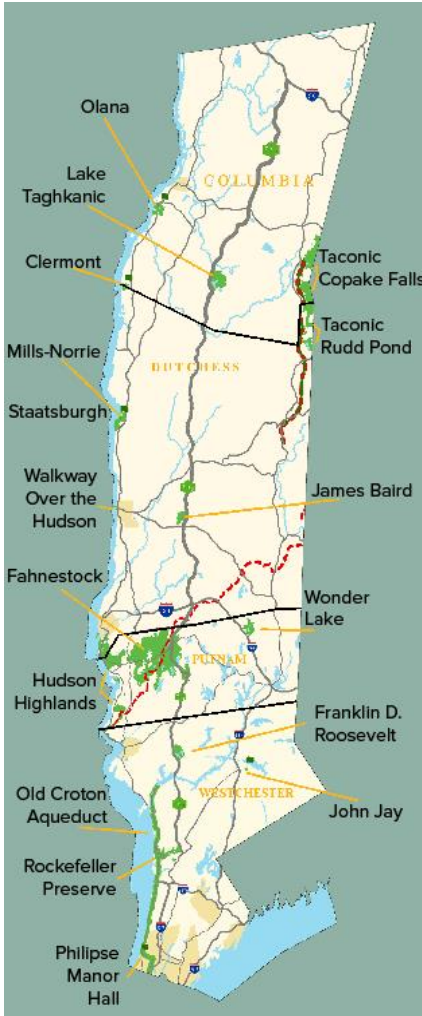 Olana
Lake
Taghkanic
COLUMBIA
Clermont
Taconic
Copake Falls
Taconic
Rudd Pond
Mills-Norrie
DUTCHESS
Staatsburgh
Walkway
Over the
Hudson
James Baird
Fahnestock
Wonder
Lake
PUTNAM
Hudson
Highlands
Franklin D.
Roosevelt
Old Croton
Aqueduct
WESTCHESTER
John Jay
Rockefeller
Preserve
Philipse
Manor
Hall